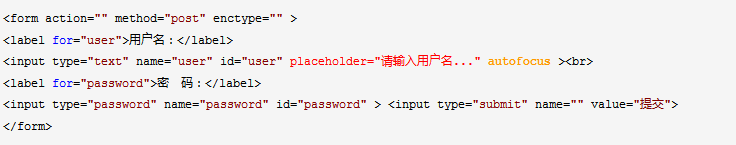 <form action="" method="post" enctype="" >
<label for="user">用户名：</label>
<input type="text" name="user" id="user" placeholder="请输入用户名..." autofocus ><br>
<label for="password">密　码：</label>
<input type="password" name="password" id="password" > <input type="submit" name="" value="提交">
</form>